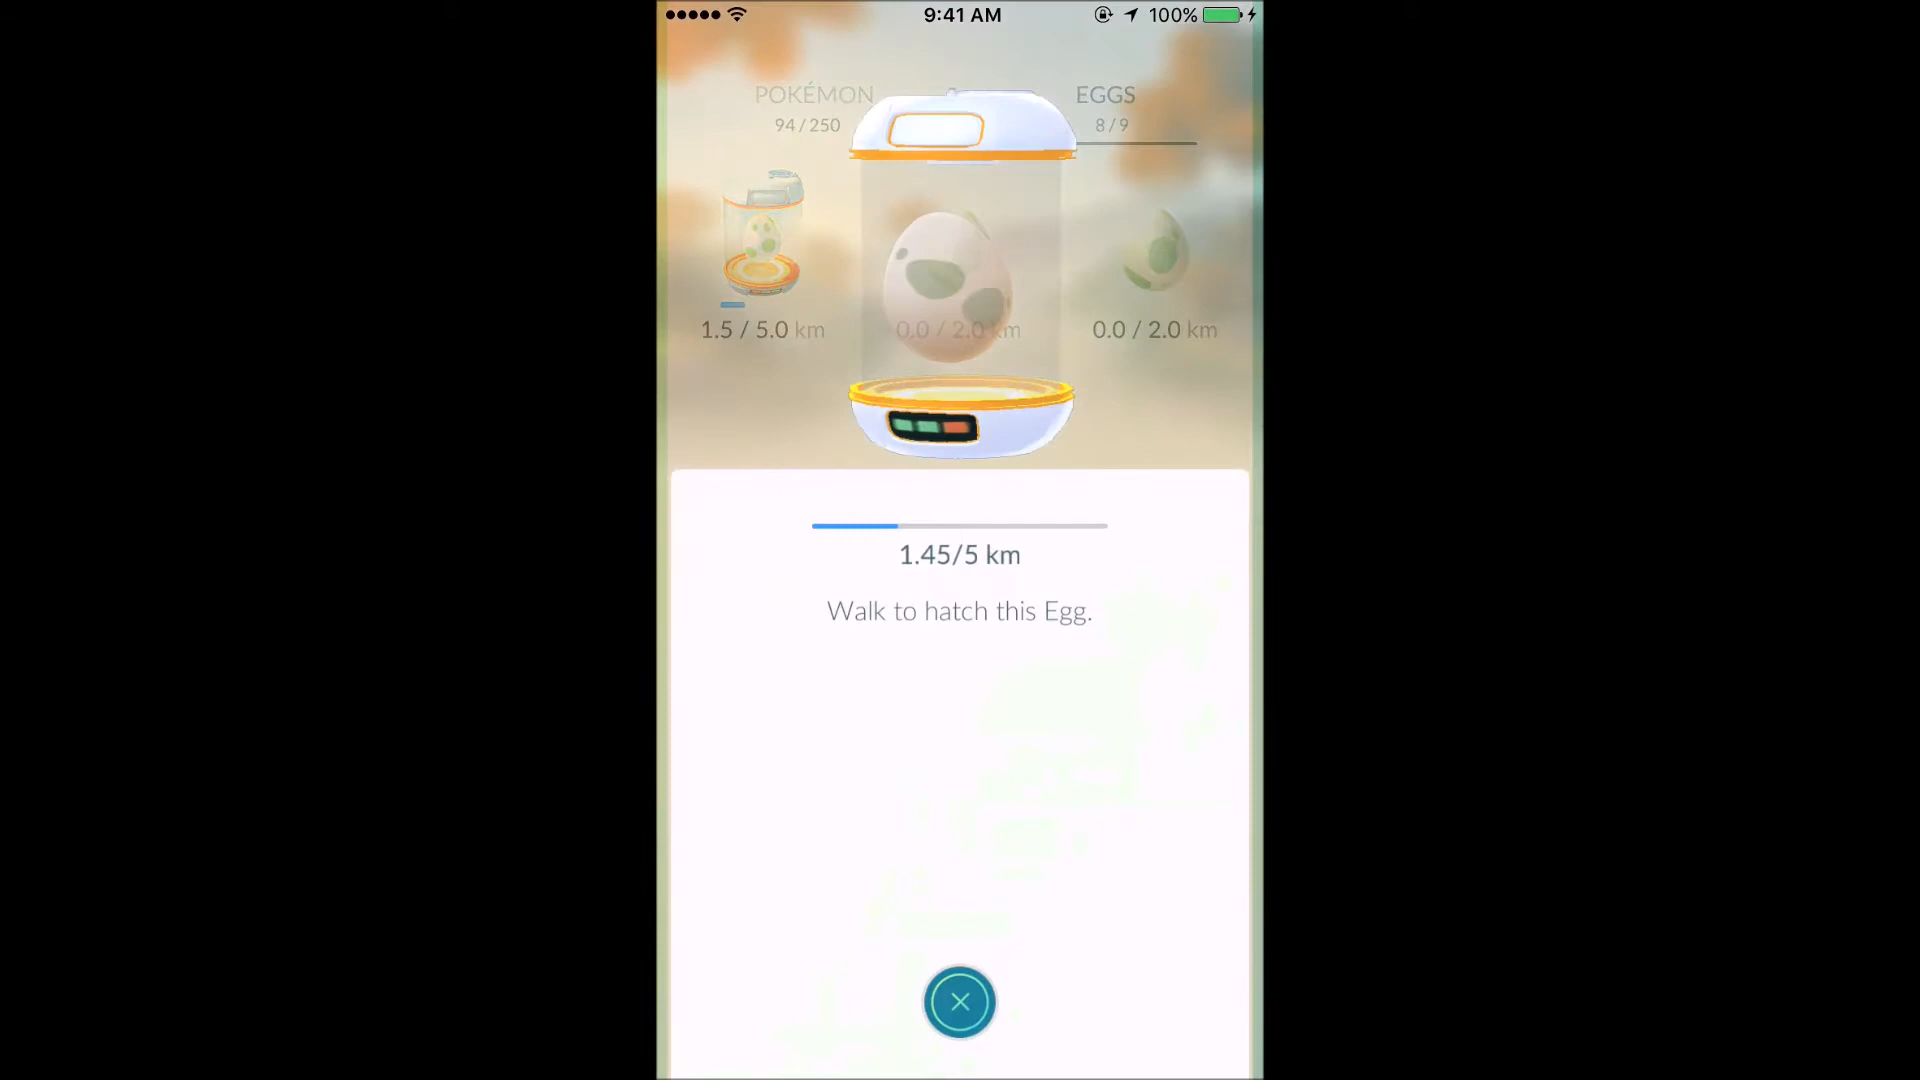 9:41 AM 100%
POKÉMON EGGS
94/250 8/9
1.5 / 5.0 km 0.0 / 2.0 km 0.0 / 2.0 km
1.45/5 km
Walk to hatch this Egg.